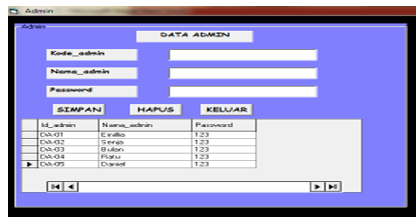 Admin
Admin
DATA ADMIN
Kode_admin
Nama_admin
Password
SIMPAN HAPUS KELUAR
Id_admin Nama_admin Password
DA-01 Emilia 123
DA-02 Senja 123
DA-03 Bulan 123
DA-04 Ratu 123
DA-05 Daniel 123